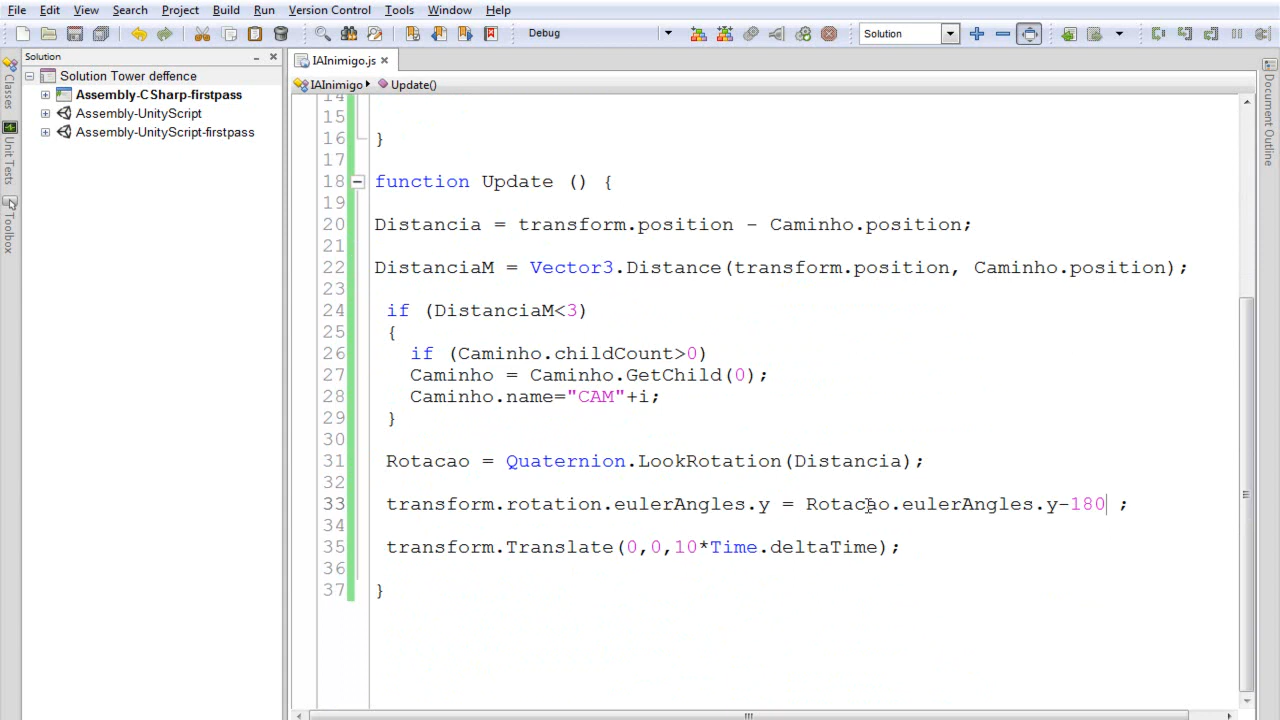 File Edit View Search Project Build Run Version Control Tools Window Help
Debug
Solution
Solution
IAInimigo.js
IAInimigo
Update()
Solution Tower deffence
Assembly-CSharp-firstpass
Assembly-UnityScript
Assembly-UnityScript-firstpass
Classes
Unit Tests
Toolbox
Document Outline
14
15
16 }
17
18 function Update () {
19
20 Distancia = transform.position - Caminho.position;
21
22 DistanciaM = Vector3.Distance(transform.position, Caminho.position);
23
24 if (DistanciaM<3)
25 {
26 if (Caminho.childCount>0)
27 Caminho = Caminho.GetChild(0);
28 Caminho.name="CAM"+i;
29 }
30
31 Rotacao = Quaternion.LookRotation(Distancia);
32
33 transform.rotation.eulerAngles.y = Rotacao.eulerAngles.y-180 ;
34
35 transform.Translate(0,0,10*Time.deltaTime);
36
37 }